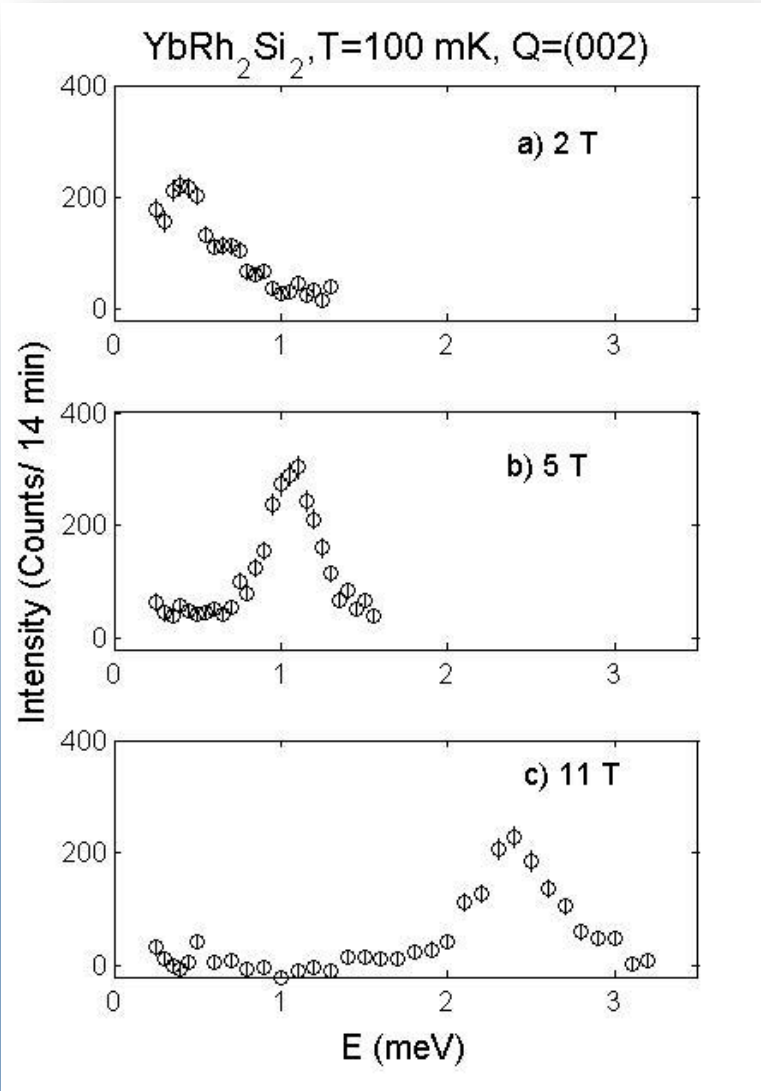 YbRh2Si2,T=100 mK, Q=(002)
400
a) 2 T
200
0
0 1 2 3
400
b) 5 T
200
0
0 1 2 3
Intensity (Counts/ 14 min)
400
c) 11 T
200
0
0 1 2 3
E (meV)